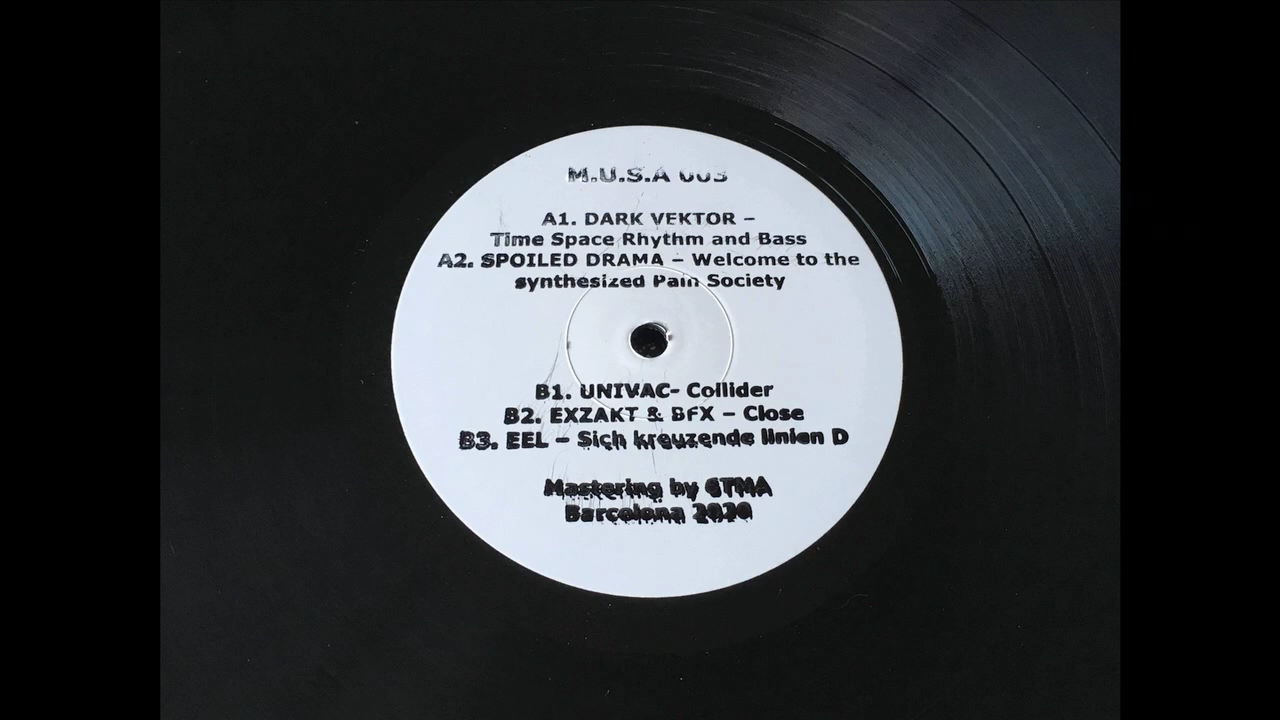 M.U.S.A 003
A1. DARK VEKTOR –
Time Space Rhythm and Bass
A2. SPOILED DRAMA – Welcome to the
synthesized Pain Society
B1. UNIVAC- Collider
B2. EXZAKT & BFX – Close
B3. EEL – Sich kreuzende linien D
Mastering by GTMA
Barcelona 2020